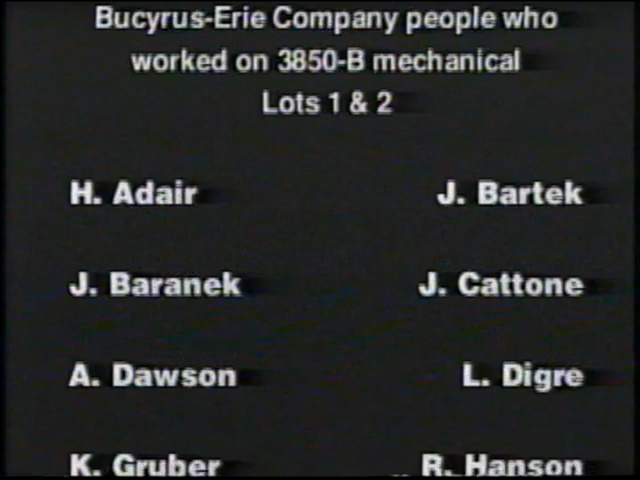 Bucyrus-Erie Company people who
worked on 3850-B mechanical
Lots 1 & 2
H. Adair J. Bartek
J. Baranek J. Cattone
A. Dawson L. Digre
K. Gruber R. Hanson